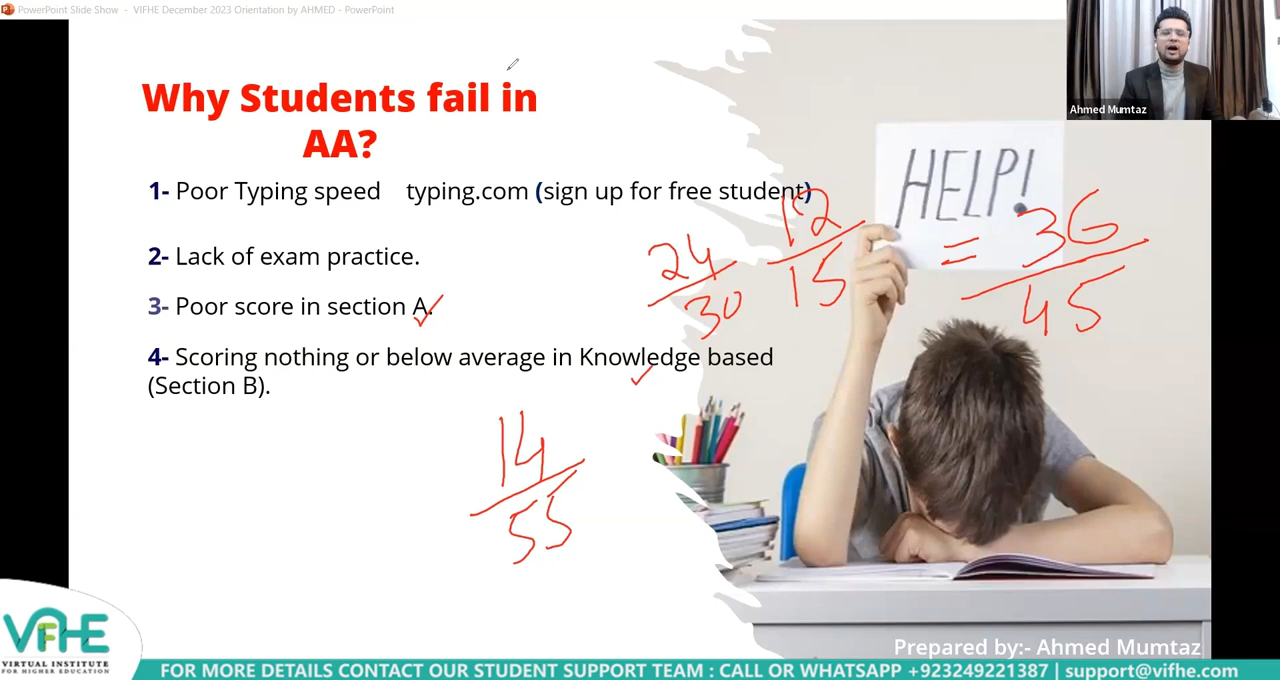 PowerPoint Slide Show - VIFHE December 2023 Orientation by AHMED - PowerPoint
Ahmed Mumtaz
Why Students fail in
AA?
HELP!
1- Poor Typing speed typing.com (sign up for free student)
2- Lack of exam practice.
24/30 12/15 = 36/45
3- Poor score in section A.
4- Scoring nothing or below average in Knowledge based
(Section B).
14/55
Prepared by:- Ahmed Mumtaz
VIFHE
VIRTUAL INSTITUTE
FOR HIGHER EDUCATION
FOR MORE DETAILS CONTACT OUR STUDENT SUPPORT TEAM : CALL OR WHATSAPP +923249221387 | support@vifhe.com